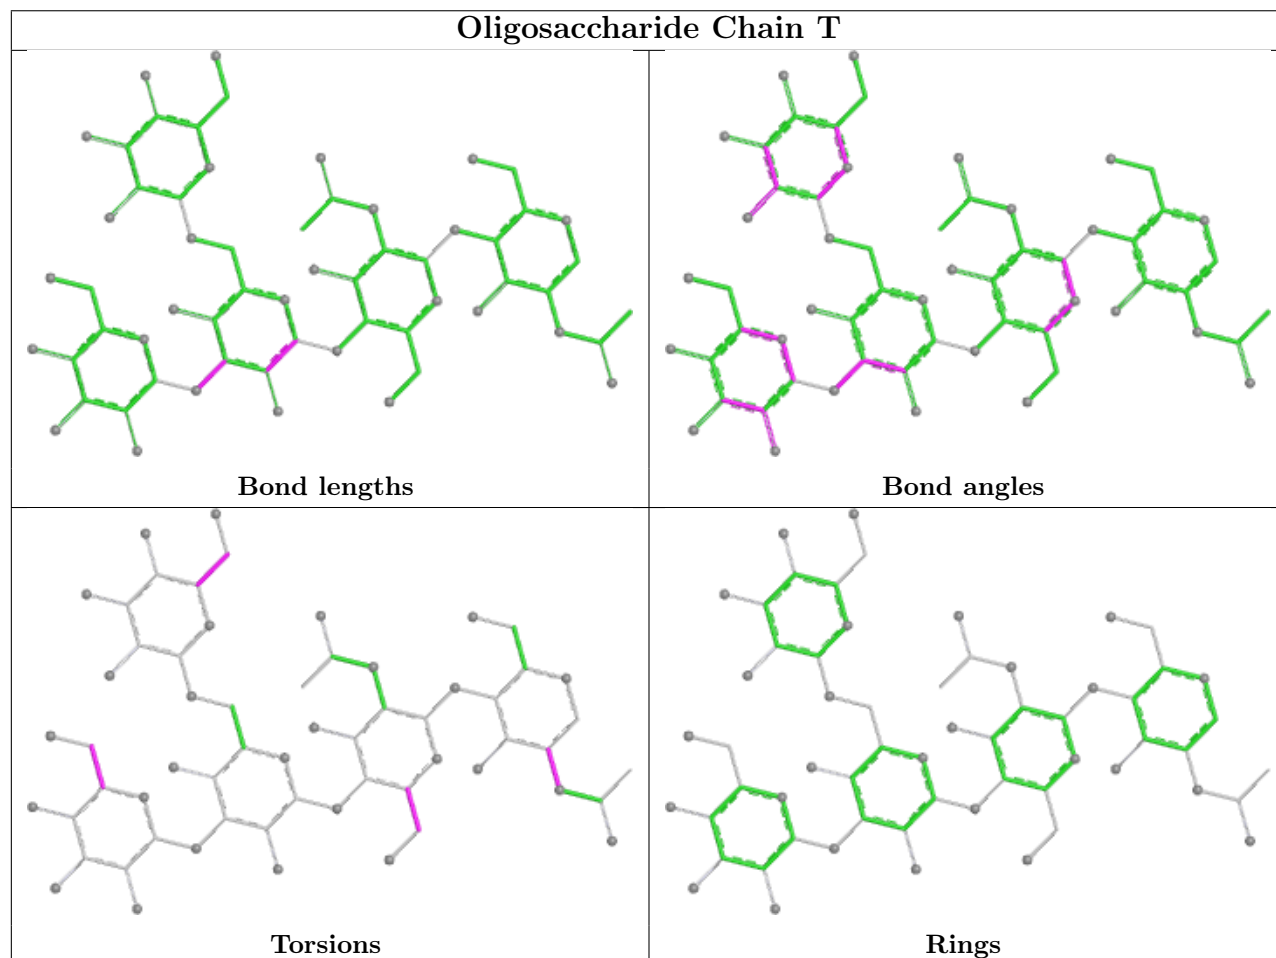 Oligosaccharide Chain T
Bond lengths
Bond angles
Torsions
Rings